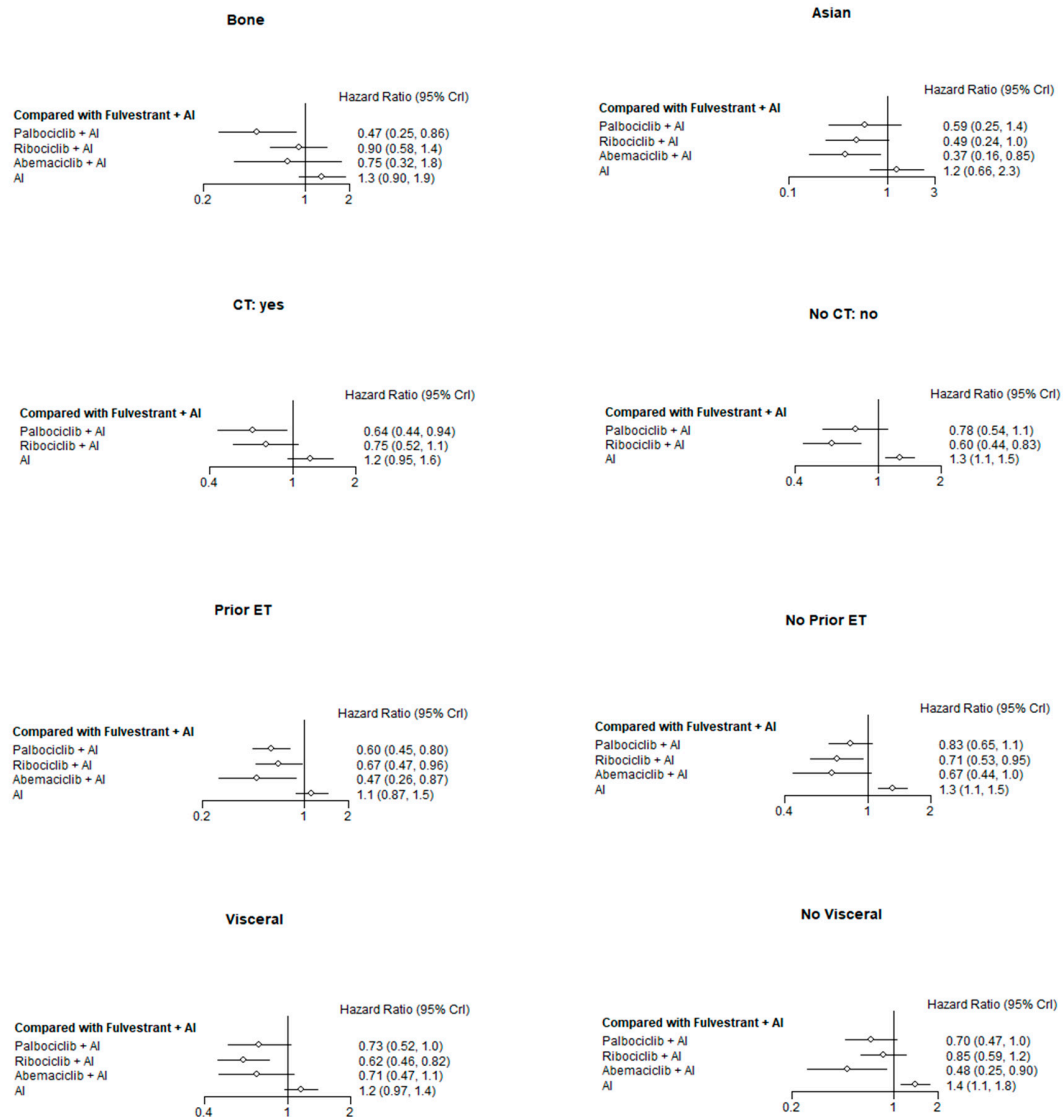 Bone
Hazard Ratio (95% CrI)
Compared with Fulvestrant + AI
Palbociclib + AI 0.47 (0.25, 0.86)
Ribociclib + AI 0.90 (0.58, 1.4)
Abemaciclib + AI 0.75 (0.32, 1.8)
AI 1.3 (0.90, 1.9)
0.2 1 2
Asian
Hazard Ratio (95% CrI)
Compared with Fulvestrant + AI
Palbociclib + AI 0.59 (0.25, 1.4)
Ribociclib + AI 0.49 (0.24, 1.0)
Abemaciclib + AI 0.37 (0.16, 0.85)
AI 1.2 (0.66, 2.3)
0.1 1 3
CT: yes
Hazard Ratio (95% CrI)
Compared with Fulvestrant + AI
Palbociclib + AI 0.64 (0.44, 0.94)
Ribociclib + AI 0.75 (0.52, 1.1)
AI 1.2 (0.95, 1.6)
0.4 1 2
No CT: no
Hazard Ratio (95% CrI)
Compared with Fulvestrant + AI
Palbociclib + AI 0.78 (0.54, 1.1)
Ribociclib + AI 0.60 (0.44, 0.83)
AI 1.3 (1.1, 1.5)
0.4 1 2
Prior ET
Hazard Ratio (95% CrI)
Compared with Fulvestrant + AI
Palbociclib + AI 0.60 (0.45, 0.80)
Ribociclib + AI 0.67 (0.47, 0.96)
Abemaciclib + AI 0.47 (0.26, 0.87)
AI 1.1 (0.87, 1.5)
0.2 1 2
No Prior ET
Hazard Ratio (95% CrI)
Compared with Fulvestrant + AI
Palbociclib + AI 0.83 (0.65, 1.1)
Ribociclib + AI 0.71 (0.53, 0.95)
Abemaciclib + AI 0.67 (0.44, 1.0)
AI 1.3 (1.1, 1.5)
0.4 1 2
Visceral
Hazard Ratio (95% CrI)
Compared with Fulvestrant + AI
Palbociclib + AI 0.73 (0.52, 1.0)
Ribociclib + AI 0.62 (0.46, 0.82)
Abemaciclib + AI 0.71 (0.47, 1.1)
AI 1.2 (0.97, 1.4)
0.4 1 2
No Visceral
Hazard Ratio (95% CrI)
Compared with Fulvestrant + AI
Palbociclib + AI 0.70 (0.47, 1.0)
Ribociclib + AI 0.85 (0.59, 1.2)
Abemaciclib + AI 0.48 (0.25, 0.90)
AI 1.4 (1.1, 1.8)
0.2 1 2